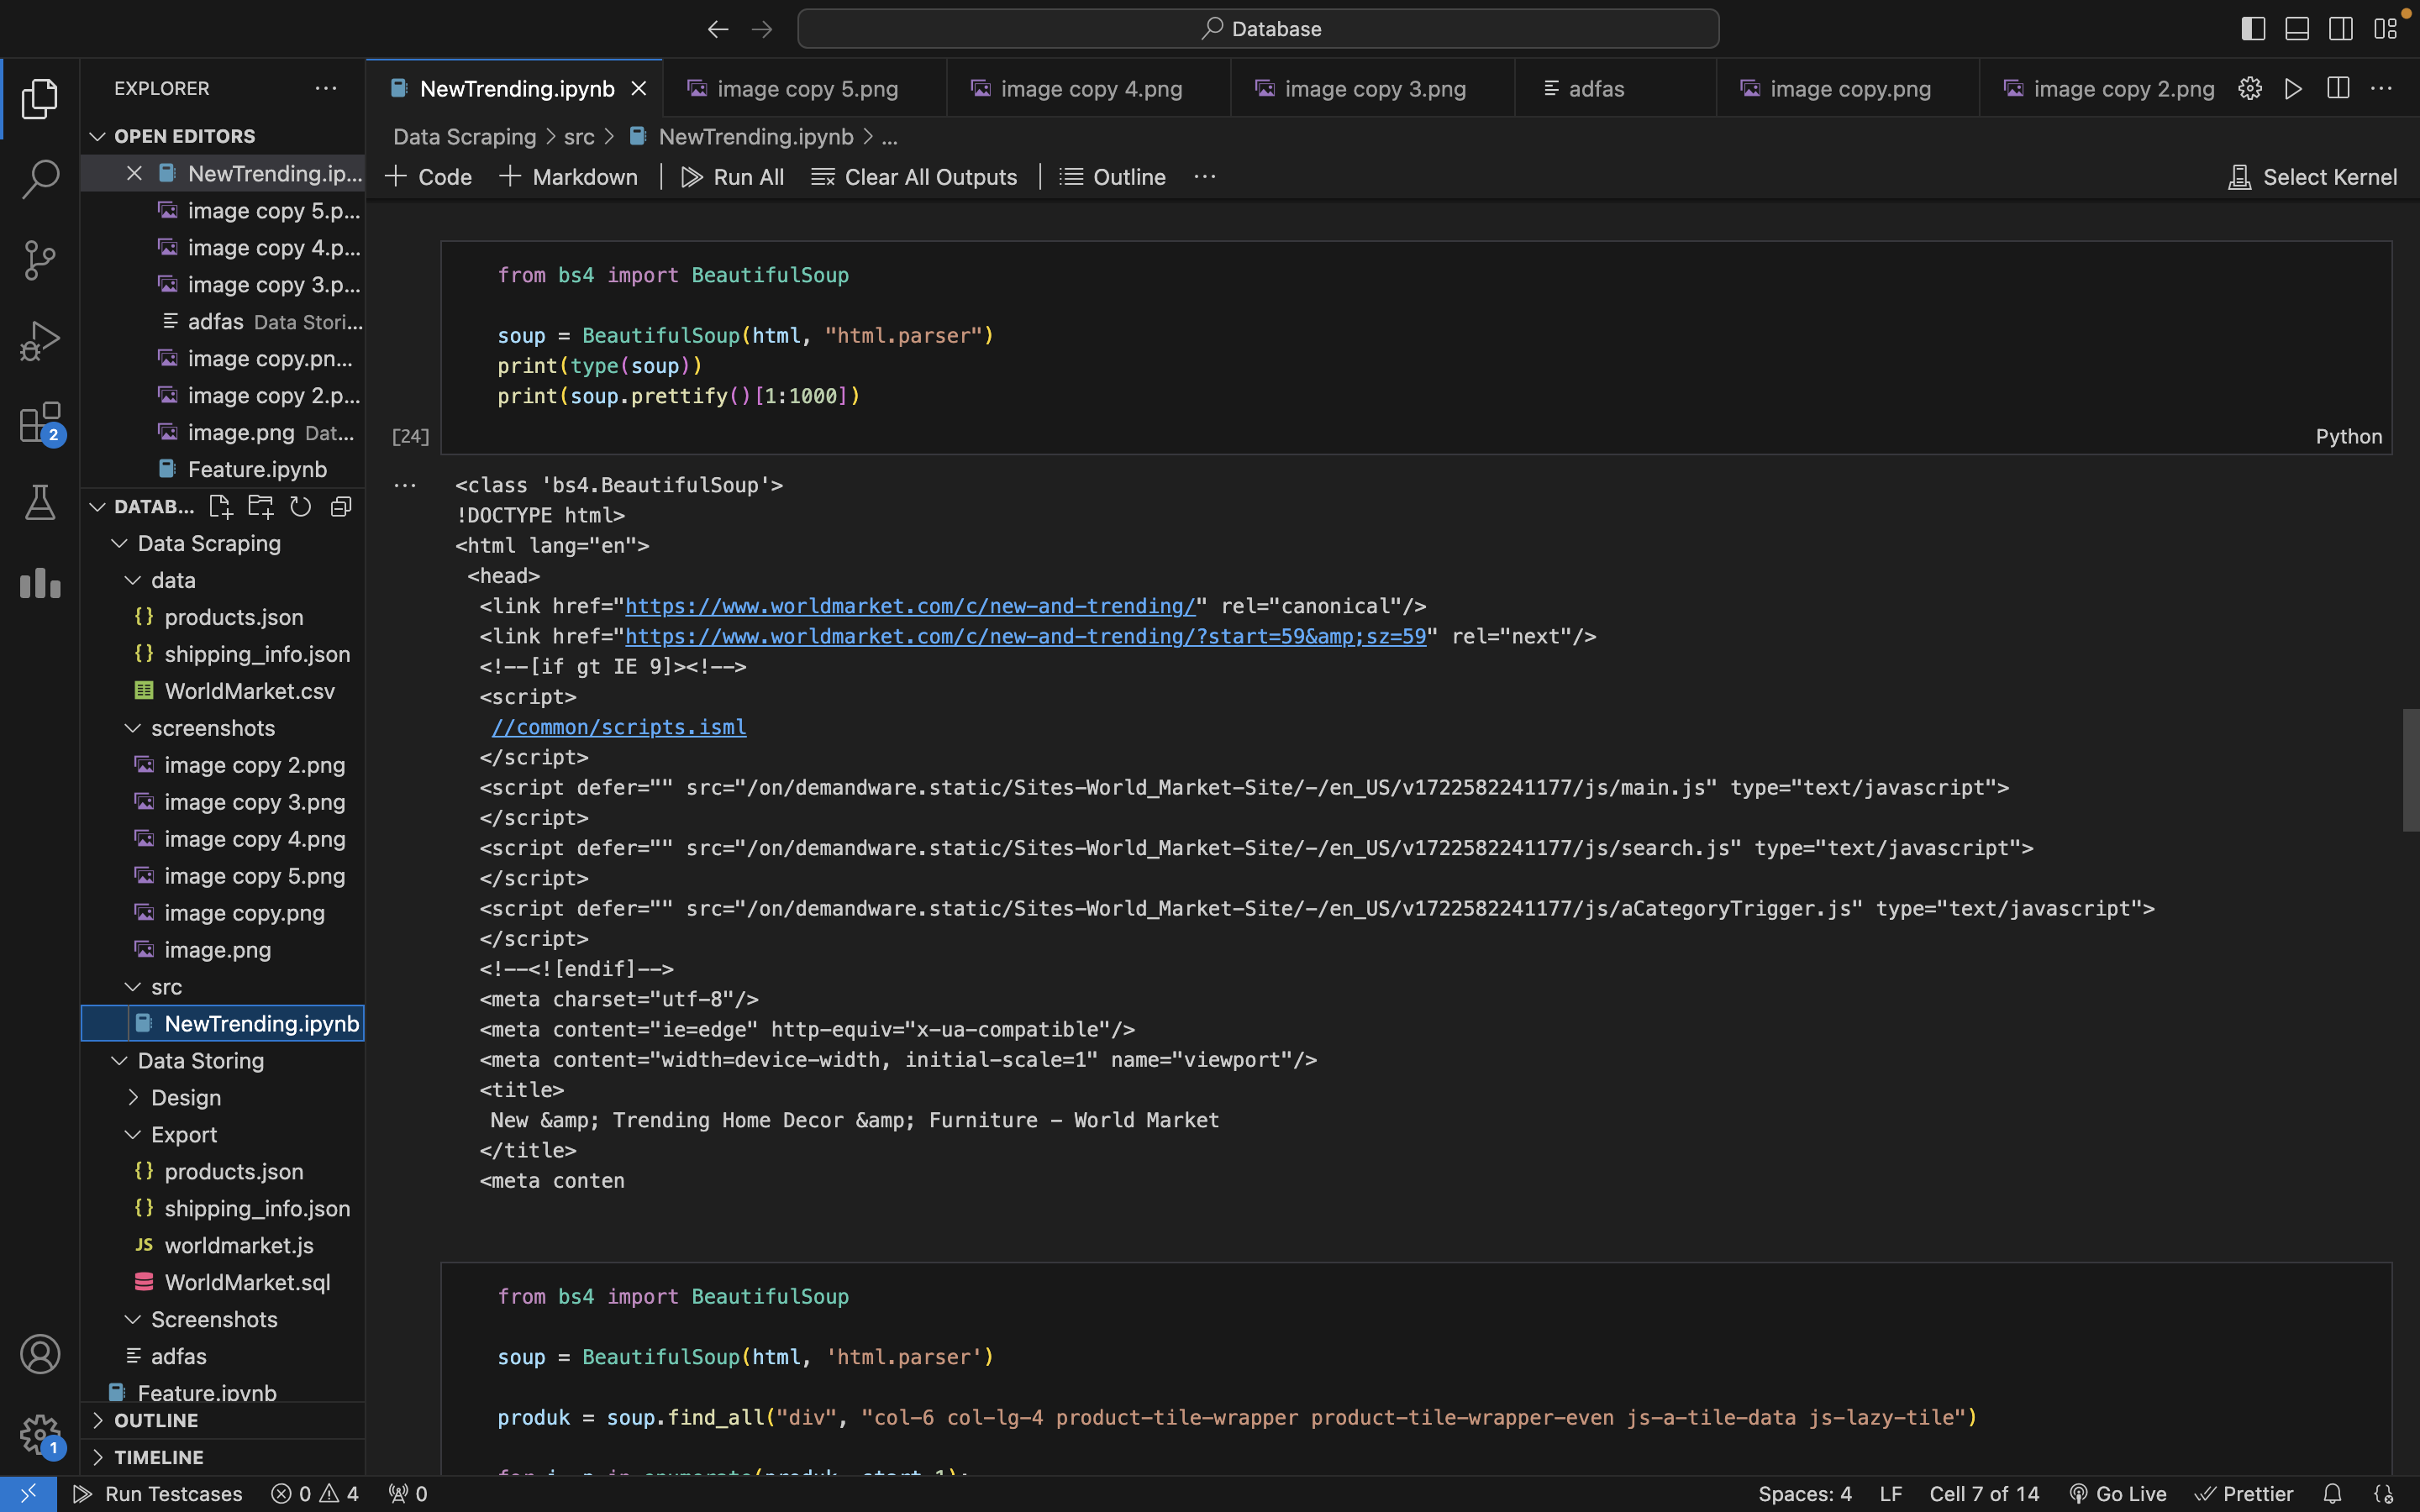 Database
EXPLORER
OPEN EDITORS
NewTrending.ip...
image copy 5.p...
image copy 4.p...
image copy 3.p...
adfas Data Stori...
image copy.pn...
image copy 2.p...
image.png Dat...
Feature.ipynb
DATAB...
Data Scraping
data
products.json
shipping_info.json
WorldMarket.csv
screenshots
image copy 2.png
image copy 3.png
image copy 4.png
image copy 5.png
image copy.png
image.png
src
NewTrending.ipynb
Data Storing
Design
Export
products.json
shipping_info.json
JS worldmarket.js
WorldMarket.sql
Screenshots
adfas
Feature.ipynb
OUTLINE
TIMELINE
2
1
NewTrending.ipynb image copy 5.png image copy 4.png image copy 3.png adfas image copy.png image copy 2.png
Data Scraping > src > NewTrending.ipynb > ...
+ Code + Markdown Run All Clear All Outputs Outline ... Select Kernel
from bs4 import BeautifulSoup
soup = BeautifulSoup(html, "html.parser")
print(type(soup))
print(soup.prettify()[1:1000])
[24]
Python
<class 'bs4.BeautifulSoup'>
!DOCTYPE html>
<html lang="en">
<head>
<link href="https://www.worldmarket.com/c/new-and-trending/" rel="canonical"/>
<link href="https://www.worldmarket.com/c/new-and-trending/?start=59&amp;sz=59" rel="next"/>
<!--[if gt IE 9]><!-->
<script>
//common/scripts.isml
</script>
<script defer="" src="/on/demandware.static/Sites-World_Market-Site/-/en_US/v1722582241177/js/main.js" type="text/javascript">
</script>
<script defer="" src="/on/demandware.static/Sites-World_Market-Site/-/en_US/v1722582241177/js/search.js" type="text/javascript">
</script>
<script defer="" src="/on/demandware.static/Sites-World_Market-Site/-/en_US/v1722582241177/js/aCategoryTrigger.js" type="text/javascript">
</script>
<!--<![endif]-->
<meta charset="utf-8"/>
<meta content="ie=edge" http-equiv="x-ua-compatible"/>
<meta content="width=device-width, initial-scale=1" name="viewport"/>
<title>
New &amp; Trending Home Decor &amp; Furniture – World Market
</title>
<meta conten
from bs4 import BeautifulSoup
soup = BeautifulSoup(html, 'html.parser')
produk = soup.find_all("div", "col-6 col-lg-4 product-tile-wrapper product-tile-wrapper-even js-a-tile-data js-lazy-tile")
Run Testcases 0 4 0 Spaces: 4 LF Cell 7 of 14 Go Live Prettier